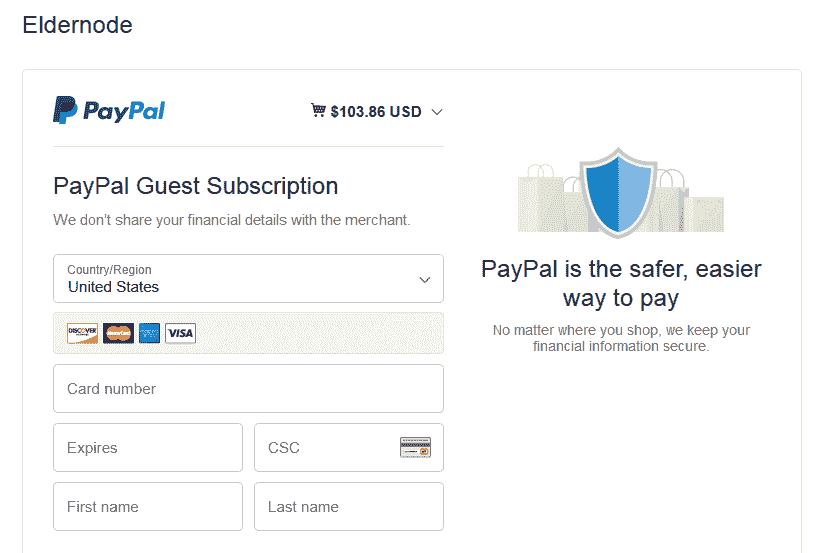 Eldernode
PayPal
$103.86 USD
PayPal Guest Subscription
We don't share your financial details with the merchant.
Country/Region
United States
DISCOVER
VISA
Card number
Expires
CSC
First name
Last name
PayPal is the safer, easier
way to pay
No matter where you shop, we keep your
financial information secure.